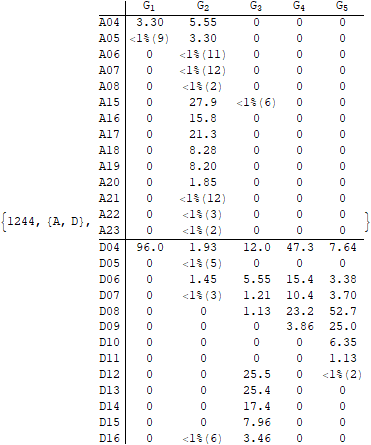 G1 G2 G3 G4 G5
A04 3.30 5.55 0 0 0
A05 <1%(9) 3.30 0 0 0
A06 0 <1%(11) 0 0 0
A07 0 <1%(12) 0 0 0
A08 0 <1%(2) 0 0 0
A15 0 27.9 <1%(6) 0 0
A16 0 15.8 0 0 0
A17 0 21.3 0 0 0
A18 0 8.28 0 0 0
A19 0 8.20 0 0 0
A20 0 1.85 0 0 0
A21 0 <1%(12) 0 0 0
A22 0 <1%(3) 0 0 0
{1244, {A, D}, }
A23 0 <1%(2) 0 0 0
D04 96.0 1.93 12.0 47.3 7.64
D05 0 <1%(5) 0 0 0
D06 0 1.45 5.55 15.4 3.38
D07 0 <1%(3) 1.21 10.4 3.70
D08 0 0 1.13 23.2 52.7
D09 0 0 0 3.86 25.0
D10 0 0 0 0 6.35
D11 0 0 0 0 1.13
D12 0 0 25.5 0 <1%(2)
D13 0 0 25.4 0 0
D14 0 0 17.4 0 0
D15 0 0 7.96 0 0
D16 0 <1%(6) 3.46 0 0